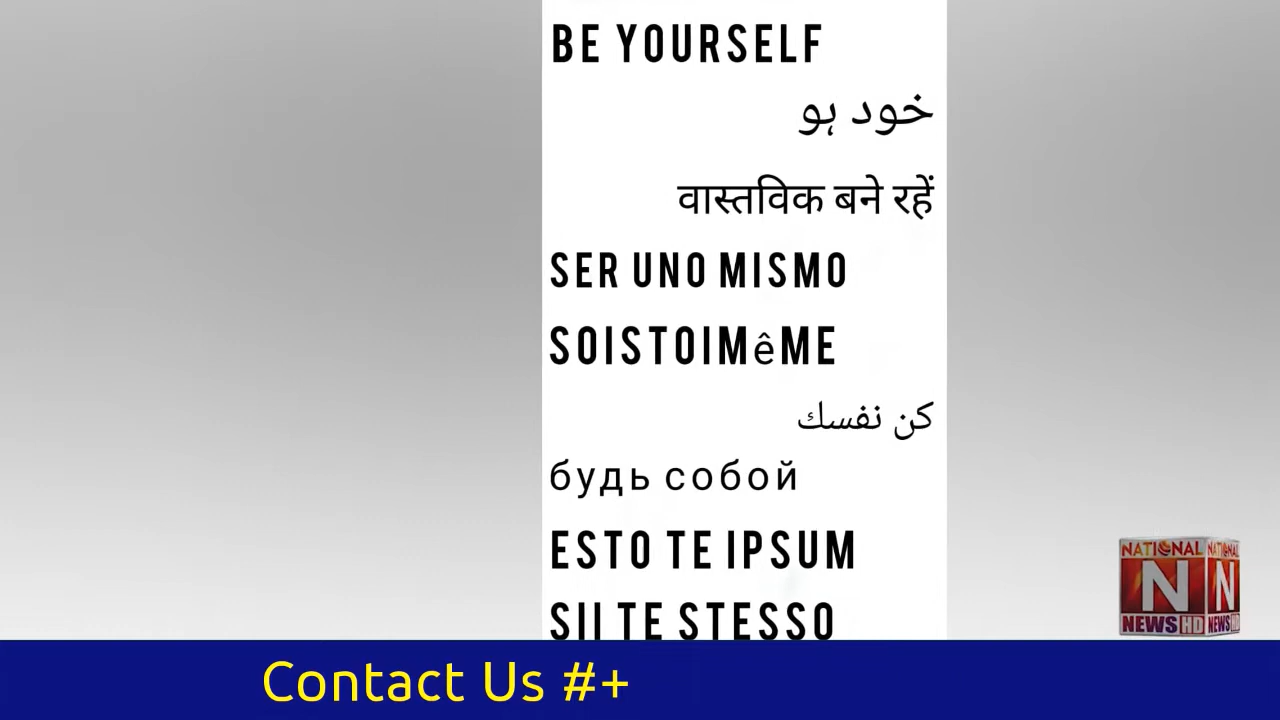 BE YOURSELF
خود ہو
वास्तविक बने रहें
SER UNO MISMO
SOISTOIMêME
كن نفسك
будь собой
ESTO TE IPSUM
SII TE STESSO
NATIONAL NATIONAL
N N
NEWS HD NEWS
Contact Us #+